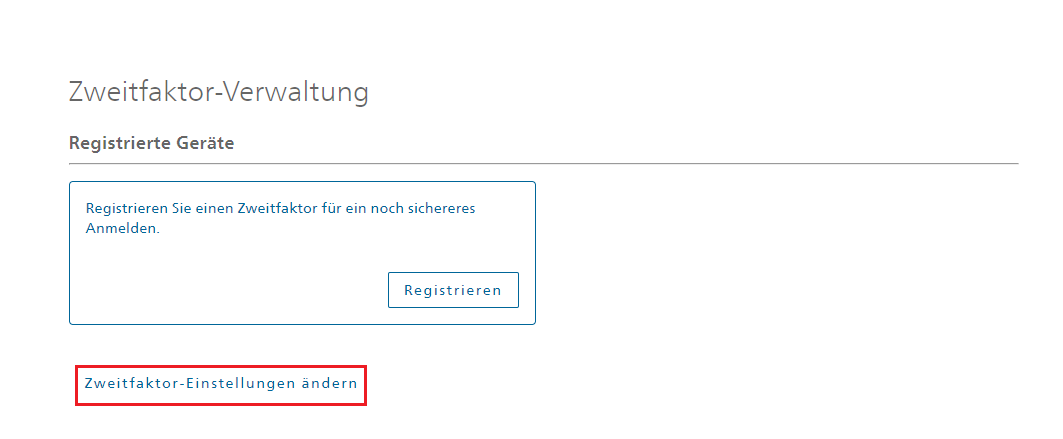 Zweitfaktor-Verwaltung
Registrierte Geräte
Registrieren Sie einen Zweitfaktor für ein noch sichereres
Anmelden.
Registrieren
Zweitfaktor-Einstellungen ändern